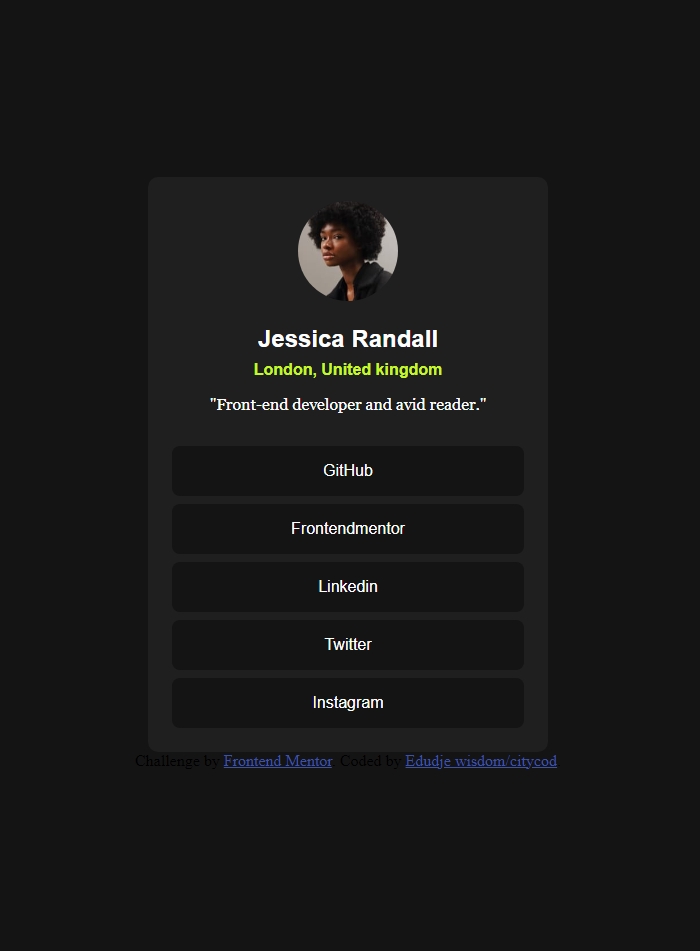 Jessica Randall
London, United kingdom
"Front-end developer and avid reader."
GitHub
Frontendmentor
Linkedin
Twitter
Instagram
Challenge by Frontend Mentor. Coded by Edudje wisdom/citycod